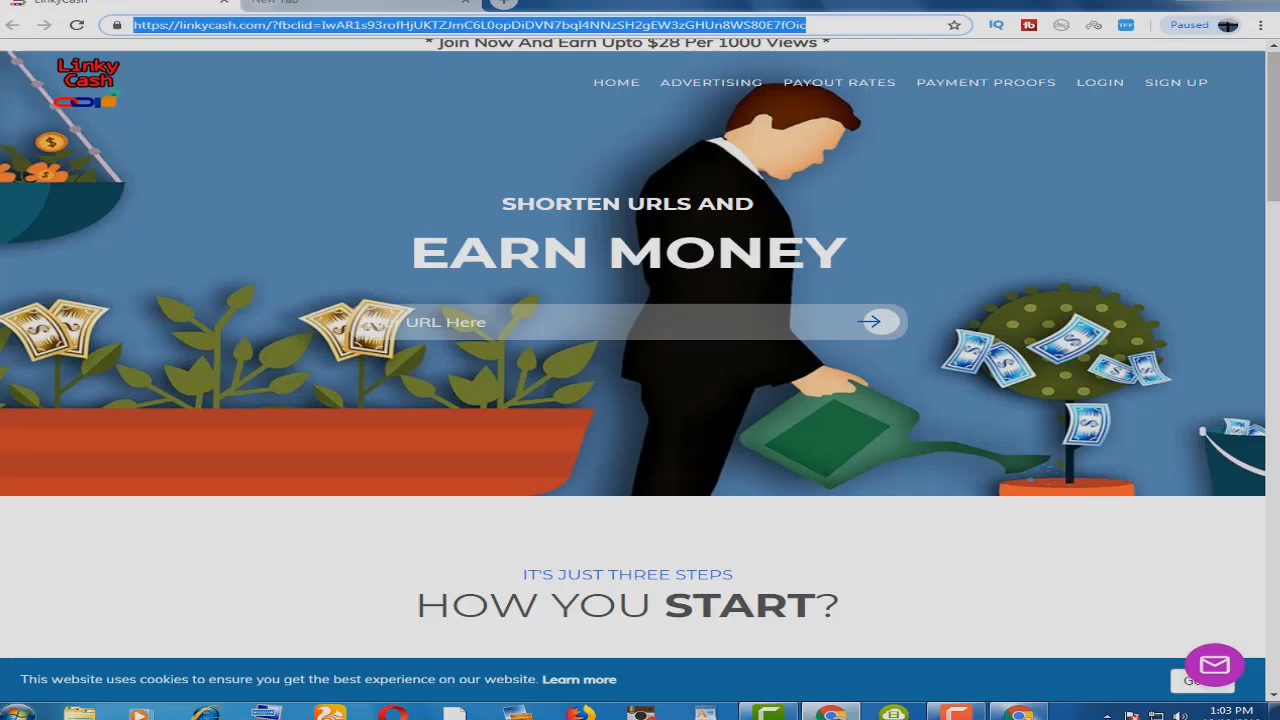 LinkyCash
New Tab
https://linkycash.com/?fbclid=IwAR1s93rofHjUKTZJmC6L0opDiDVN7bql4NNzSH2gEW3zGHUn8WS80E7fOic
Paused
* Join Now And Earn Upto $28 Per 1000 Views *
Linky
Cash
HOME ADVERTISING PAYOUT RATES PAYMENT PROOFS LOGIN SIGN UP
SHORTEN URLS AND
EARN MONEY
URL Here
IT'S JUST THREE STEPS
HOW YOU START?
This website uses cookies to ensure you get the best experience on our website. Learn more
1:03 PM